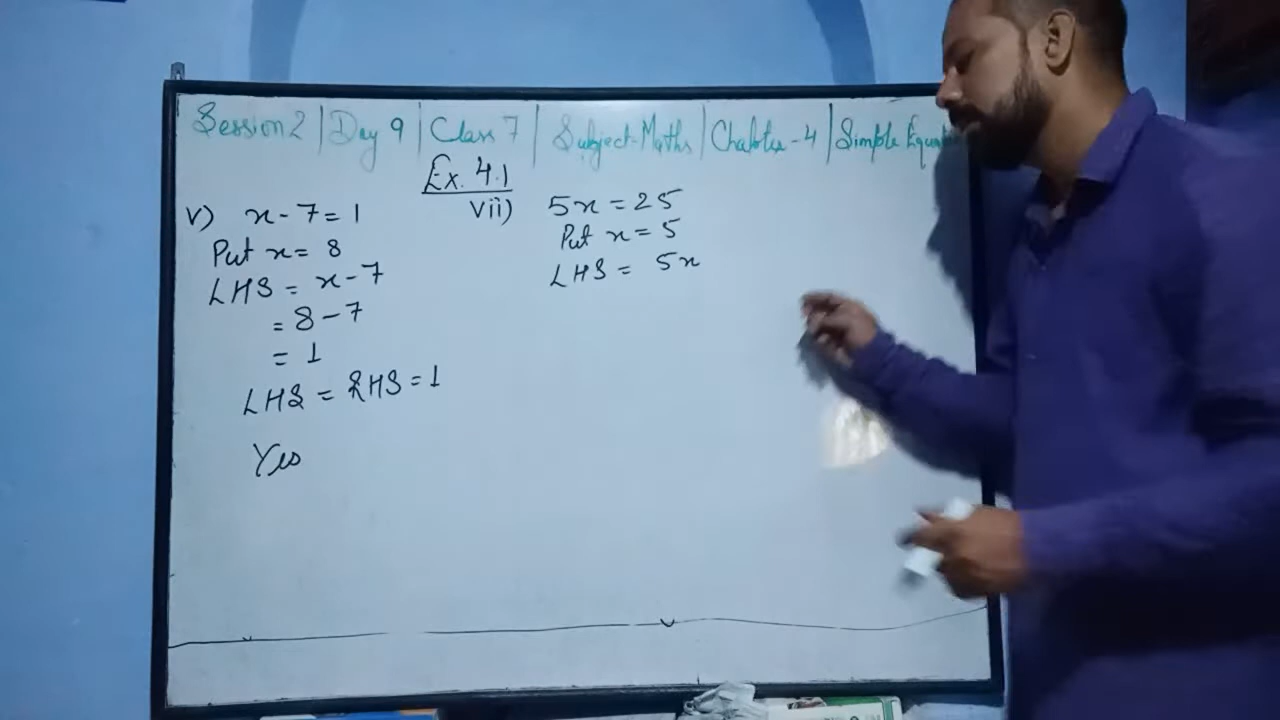 Session 2 | Day 9 | Class 7 | Subject-Maths | Chapter-4 | Simple Equat
Ex. 4.1
v) x - 7 = 1
Put x = 8
LHS = x - 7
= 8 - 7
= 1
LHS = RHS = 1
Yes
vii) 5x = 25
Put x = 5
LHS = 5x